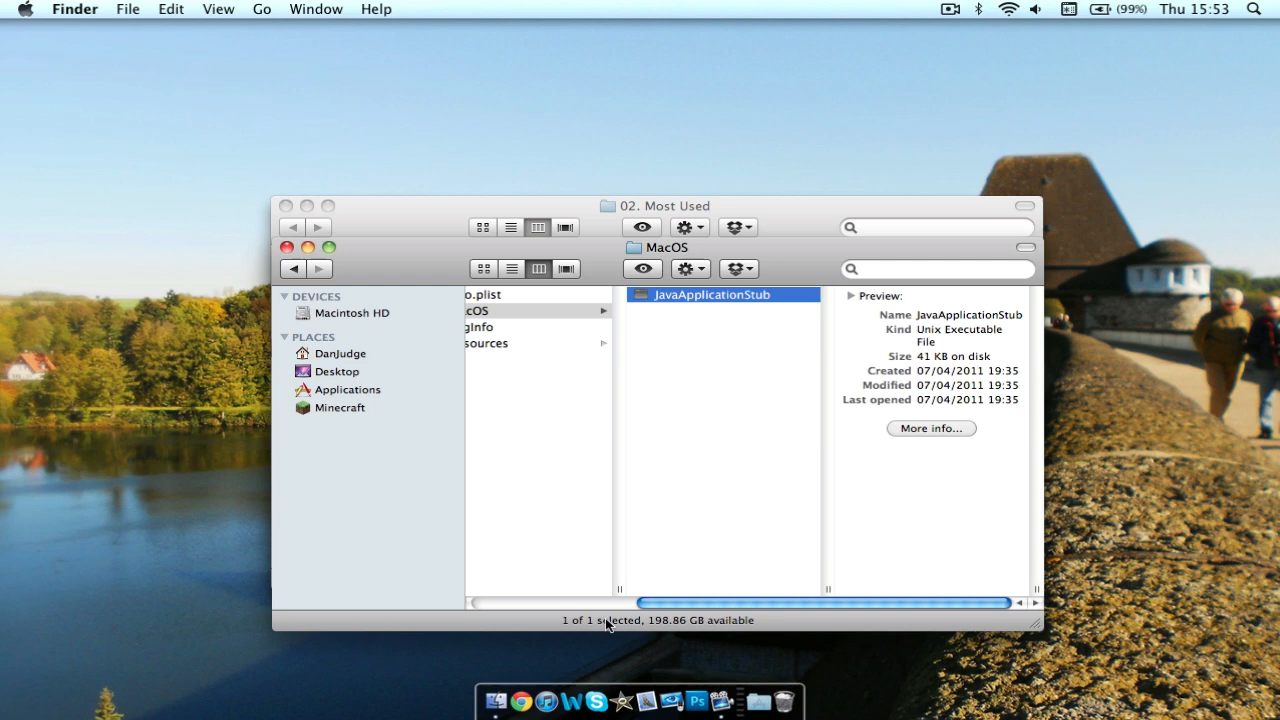 Finder File Edit View Go Window Help (99%) Thu 15:53
02. Most Used
MacOS
DEVICES
Macintosh HD
PLACES
DanJudge
Desktop
Applications
Minecraft
o.plist
cOS
gInfo
sources
JavaApplicationStub
Preview:
Name JavaApplicationStub
Kind Unix Executable
File
Size 41 KB on disk
Created 07/04/2011 19:35
Modified 07/04/2011 19:35
Last opened 07/04/2011 19:35
More info...
1 of 1 selected, 198.86 GB available
W S Ps